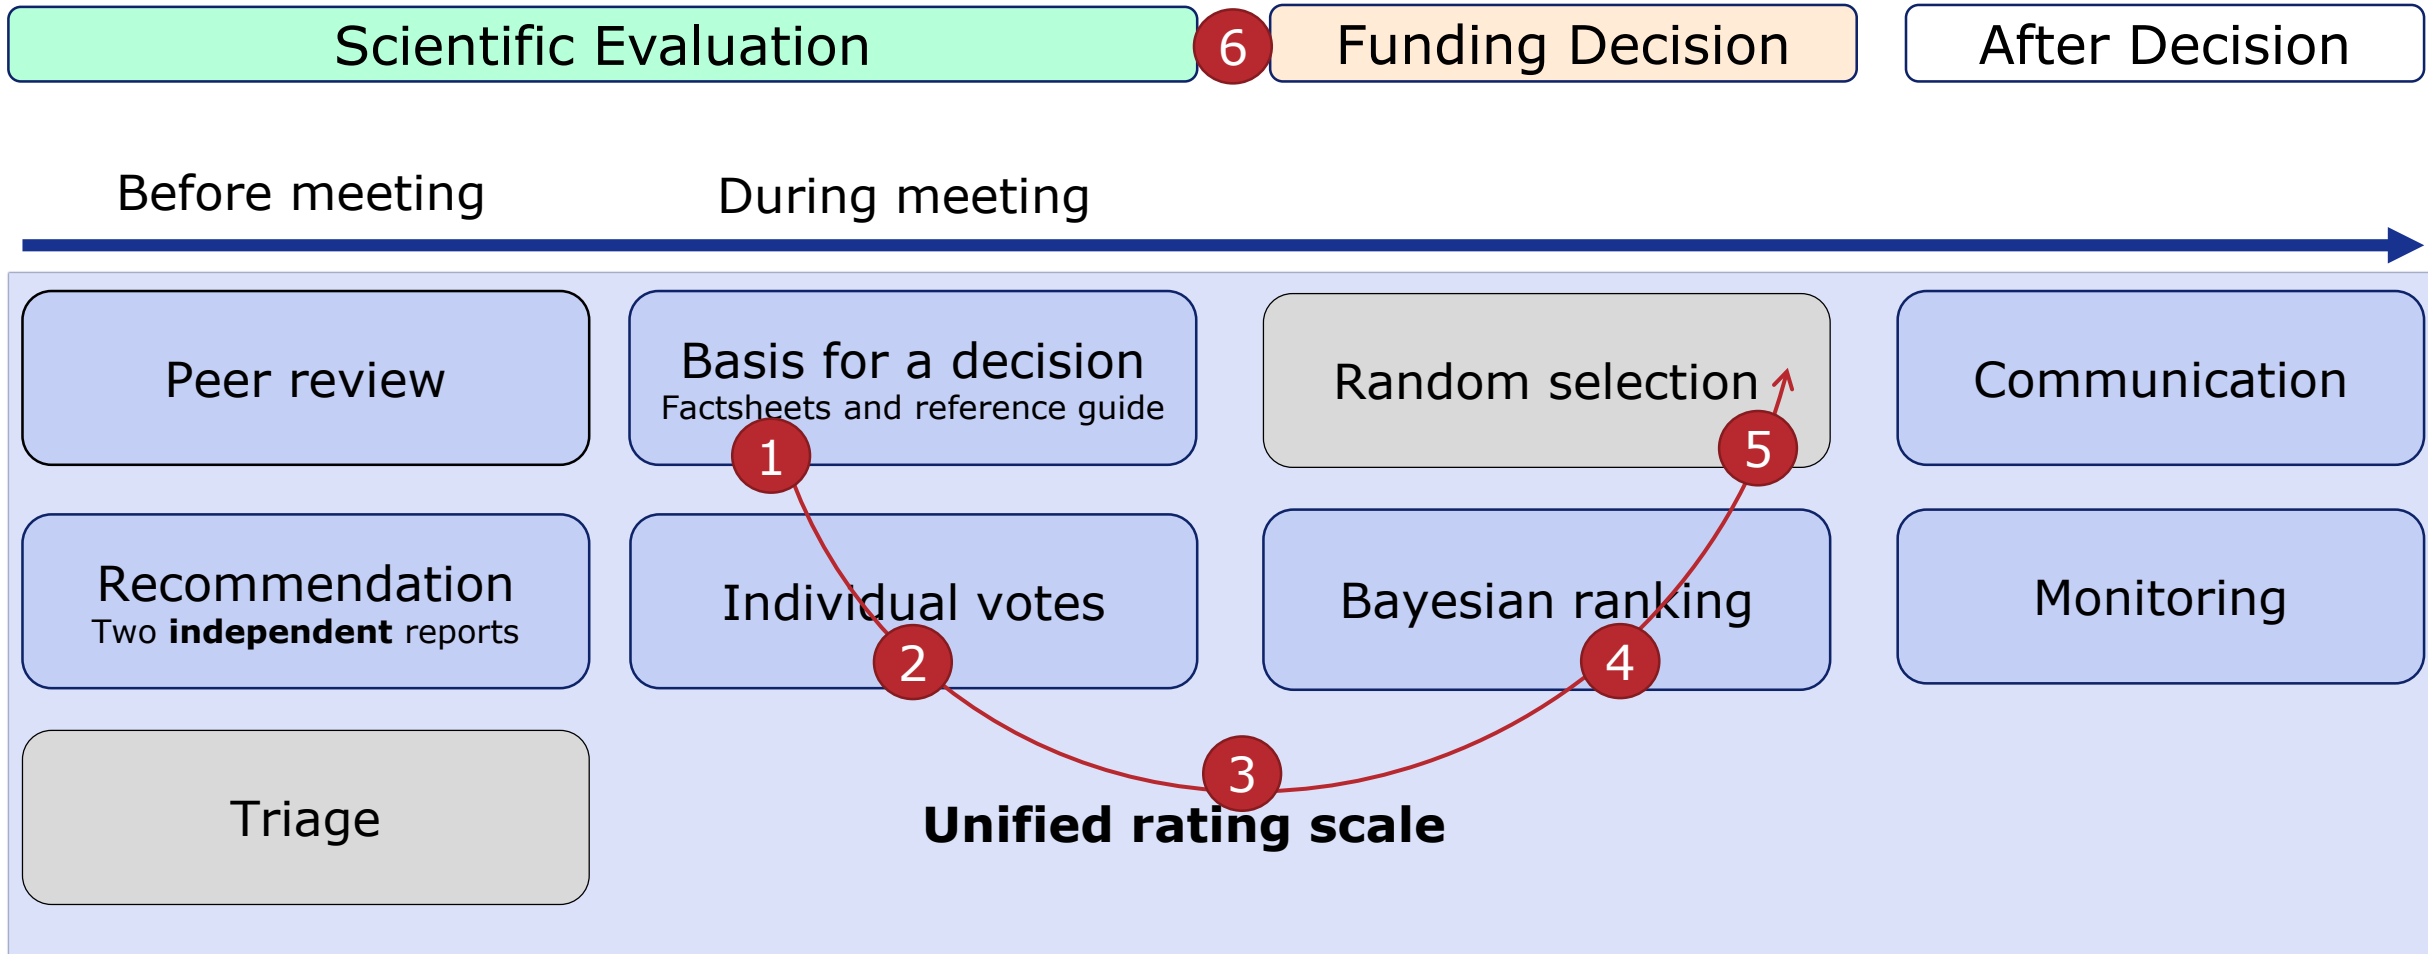 Scientific Evaluation
6
Funding Decision
After Decision
Before meeting
During meeting
Peer review
Basis for a decision
Factsheets and reference guide
1
Random selection
5
Communication
Recommendation
Two independent reports
Individual votes
2
Bayesian ranking
4
Monitoring
Triage
3
Unified rating scale